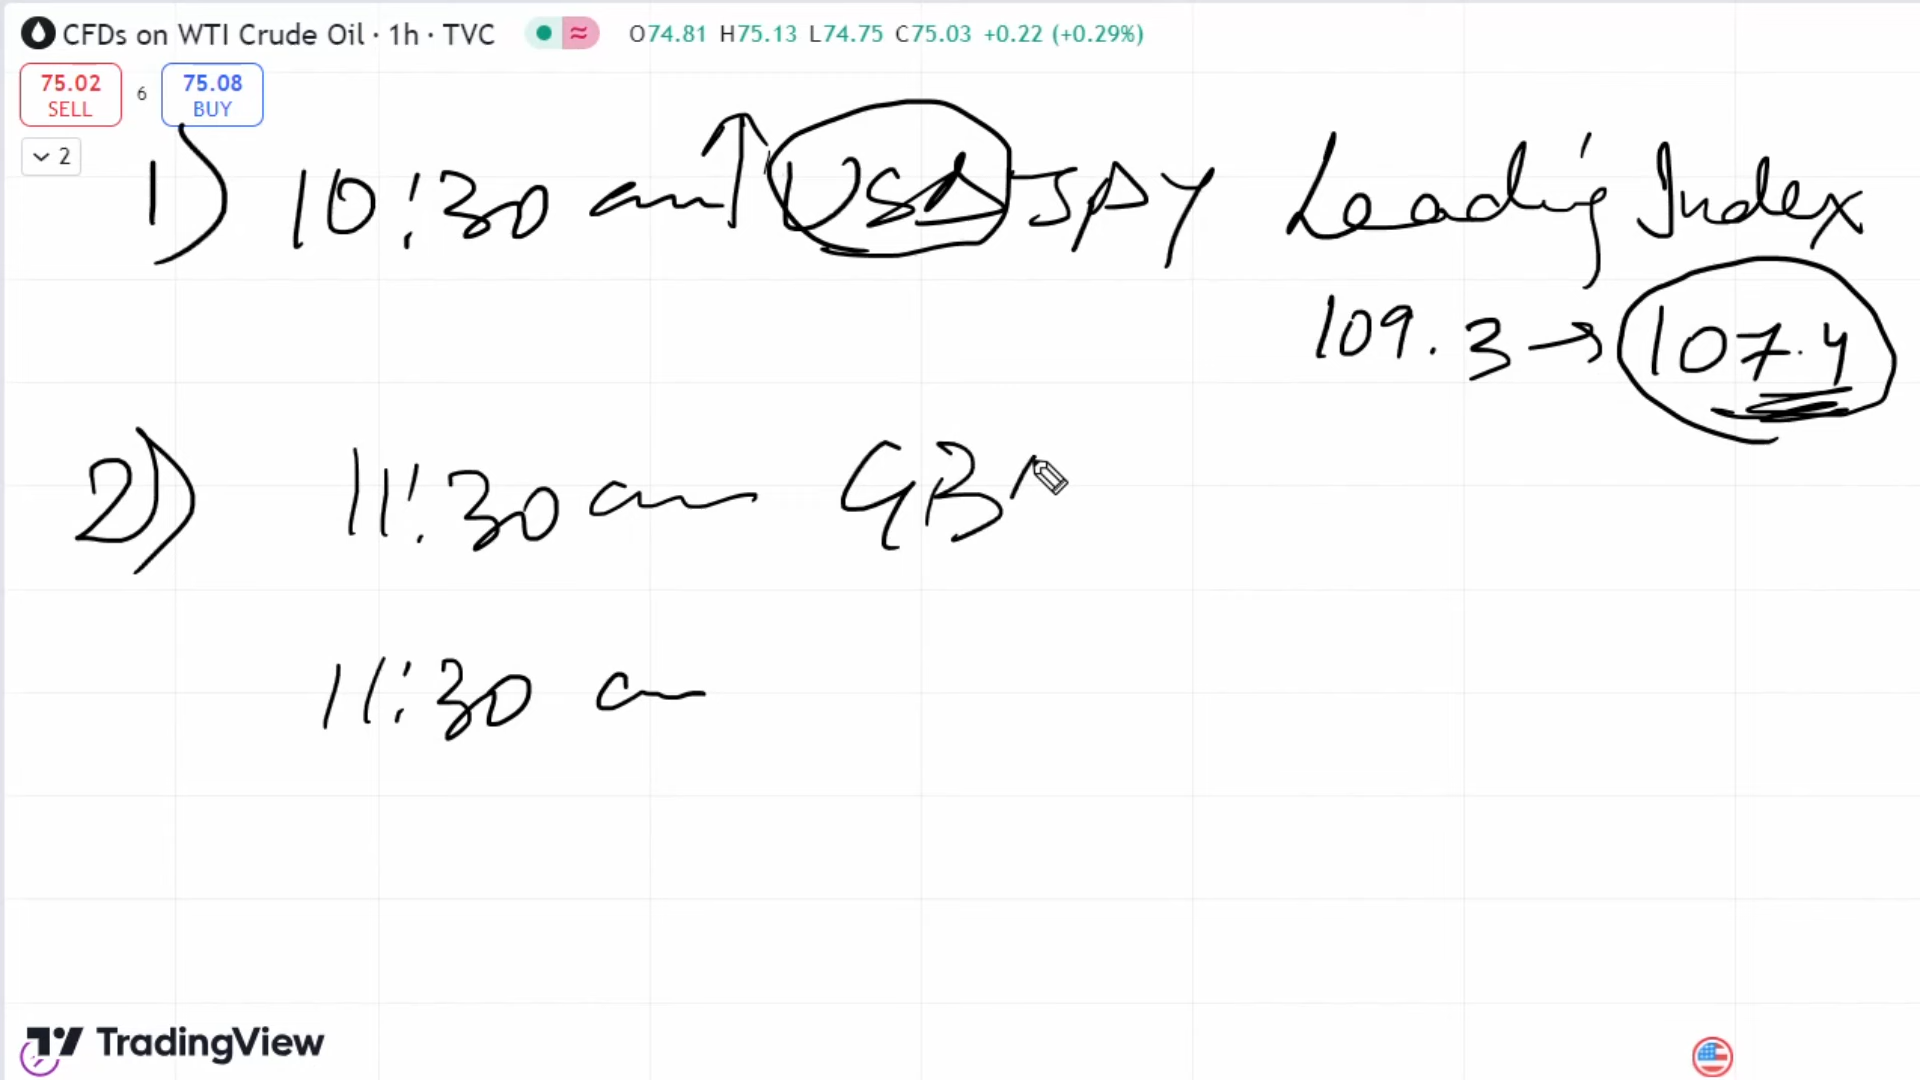 CFDs on WTI Crude Oil · 1h · TVC O74.81 H75.13 L74.75 C75.03 +0.22 (+0.29%)
75.02 6 75.08
SELL BUY
2
1) 10:30 am ↑ USD JPY Leading Index
109.3 → 107.4
2) 11:30 am GB
11:30 am
TradingView